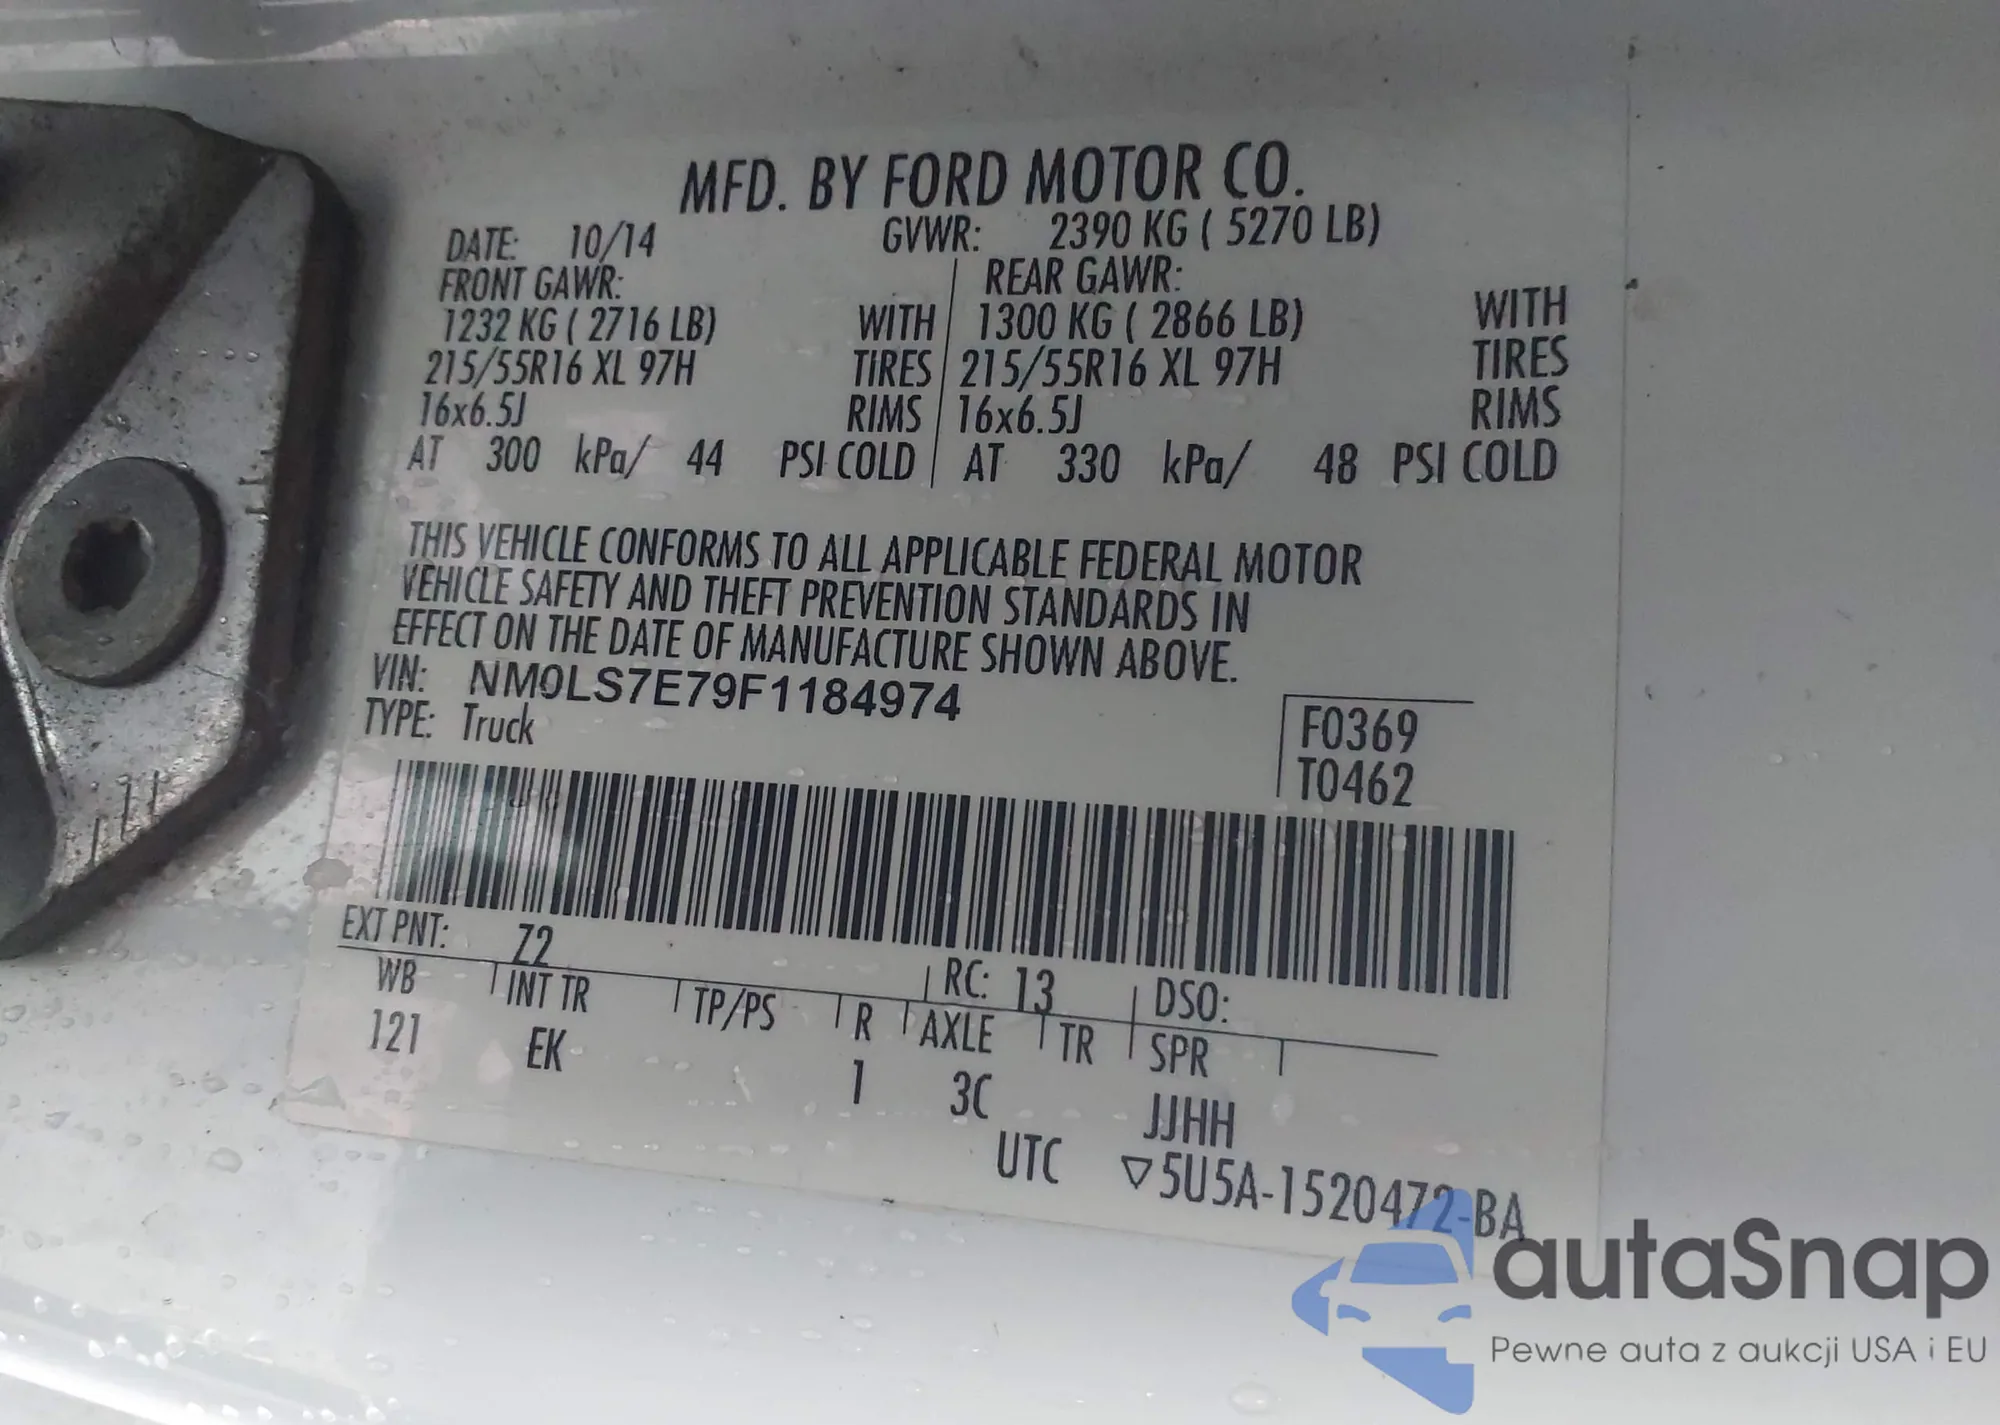 MFD. BY FORD MOTOR CO.
DATE: 10/14 GVWR: 2390 KG ( 5270 LB)
FRONT GAWR: REAR GAWR:
1232 KG ( 2716 LB) WITH 1300 KG ( 2866 LB) WITH
215/55R16 XL 97H TIRES 215/55R16 XL 97H TIRES
16x6.5J RIMS 16x6.5J RIMS
AT 300 kPa/ 44 PSI COLD AT 330 kPa/ 48 PSI COLD
THIS VEHICLE CONFORMS TO ALL APPLICABLE FEDERAL MOTOR
VEHICLE SAFETY AND THEFT PREVENTION STANDARDS IN
EFFECT ON THE DATE OF MANUFACTURE SHOWN ABOVE.
VIN: NM0LS7E79F1184974
TYPE: Truck
F0369
T0462
EXT PNT: Z2 RC: 13 DSO:
WB INT TR TP/PS R AXLE TR SPR
121 EK 1 3C JJHH
UTC ▽5U5A-1520472-BA
autaSnap
Pewne auta z aukcji USA i EU